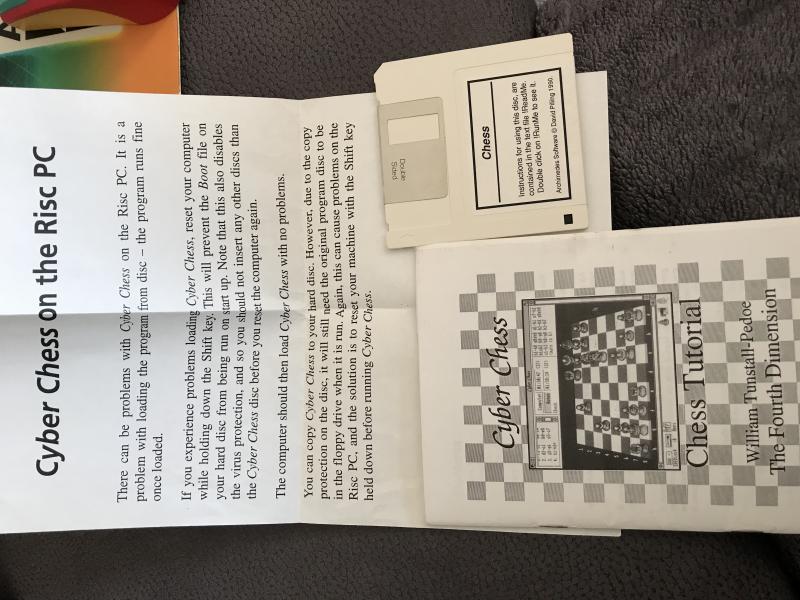 Cyber Chess on the Risc PC
There can be problems with Cyber Chess on the Risc PC. It is a
problem with loading the program from disc – the program runs fine
once loaded.
If you experience problems loading Cyber Chess, reset your computer
while holding down the Shift key. This will prevent the Boot file on
your hard disc from being run on start up. Note that this also disables
the virus protection, and so you should not insert any other discs than
the Cyber Chess disc before you reset the computer again.
The computer should then load Cyber Chess with no problems.
You can copy Cyber Chess to your hard disc. However, due to the copy
protection on the disc, it will still need the original program disc to be
in the floppy drive when it is run. Again, this can cause problems on the
Risc PC, and the solution is to reset your machine with the Shift key
held down before running Cyber Chess.
Double
Sided
Chess
Instructions for using this disc, are
contained in the text file !ReadMe.
Double click on !RunMe to see it.
Archimedes Software © David Pilling 1990.
Cyber Chess
Chess Tutorial
William Tunstall-Pedoe
The Fourth Dimension